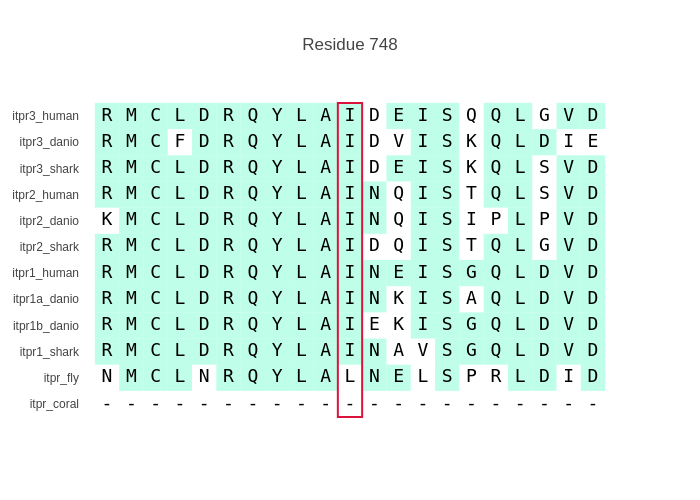 Residue 748
itpr3_human R M C L D R Q Y L A I D E I S Q Q L G V D
itpr3_danio R M C F D R Q Y L A I D V I S K Q L D I E
itpr3_shark R M C L D R Q Y L A I D E I S K Q L S V D
itpr2_human R M C L D R Q Y L A I N Q I S T Q L S V D
itpr2_danio K M C L D R Q Y L A I N Q I S I P L P V D
itpr2_shark R M C L D R Q Y L A I D Q I S T Q L G V D
itpr1_human R M C L D R Q Y L A I N E I S G Q L D V D
itpr1a_danio R M C L D R Q Y L A I N K I S A Q L D V D
itpr1b_danio R M C L D R Q Y L A I E K I S G Q L D V D
itpr1_shark R M C L D R Q Y L A I N A V S G Q L D V D
itpr_fly N M C L N R Q Y L A L N E L S P R L D I D
itpr_coral - - - - - - - - - - - - - - - - - - - - -